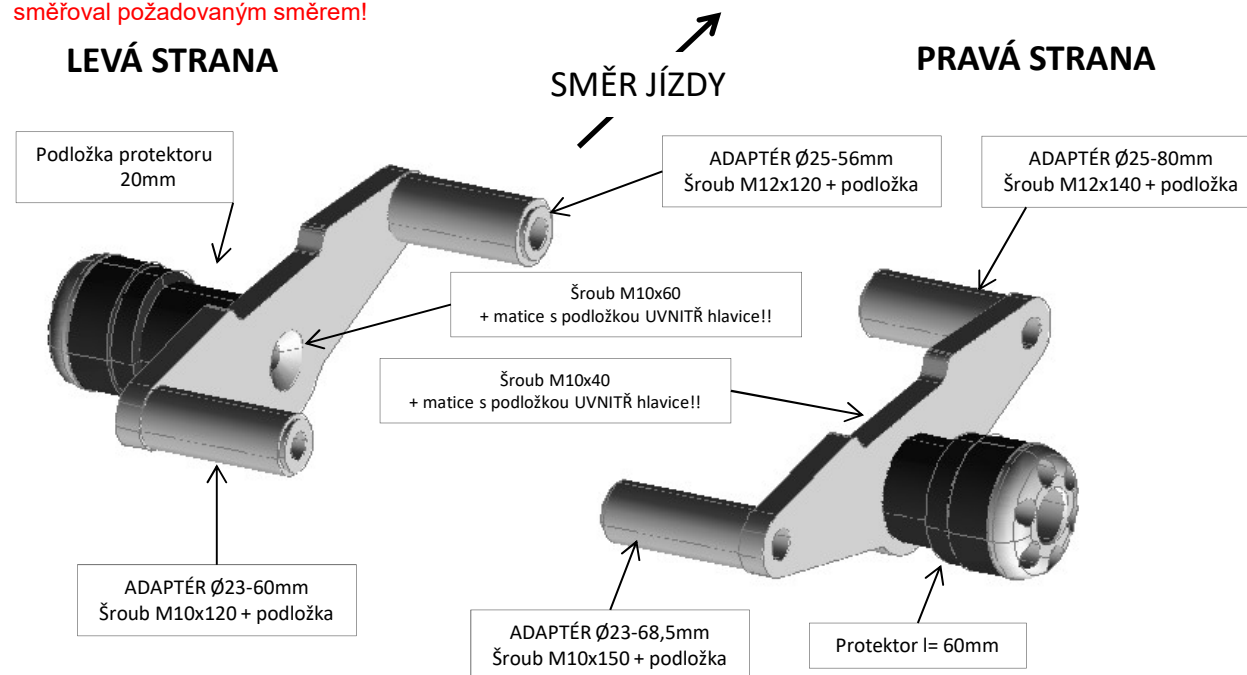 směřoval požadovaným směrem!
LEVÁ STRANA
SMĚR JÍZDY
PRAVÁ STRANA
Podložka protektoru
20mm
ADAPTÉR Ø25-56mm
Šroub M12x120 + podložka
ADAPTÉR Ø25-80mm
Šroub M12x140 + podložka
Šroub M10x60
+ matice s podložkou UVNITŘ hlavice!!
Šroub M10x40
+ matice s podložkou UVNITŘ hlavice!!
ADAPTÉR Ø23-60mm
Šroub M10x120 + podložka
ADAPTÉR Ø23-68,5mm
Šroub M10x150 + podložka
Protektor l= 60mm